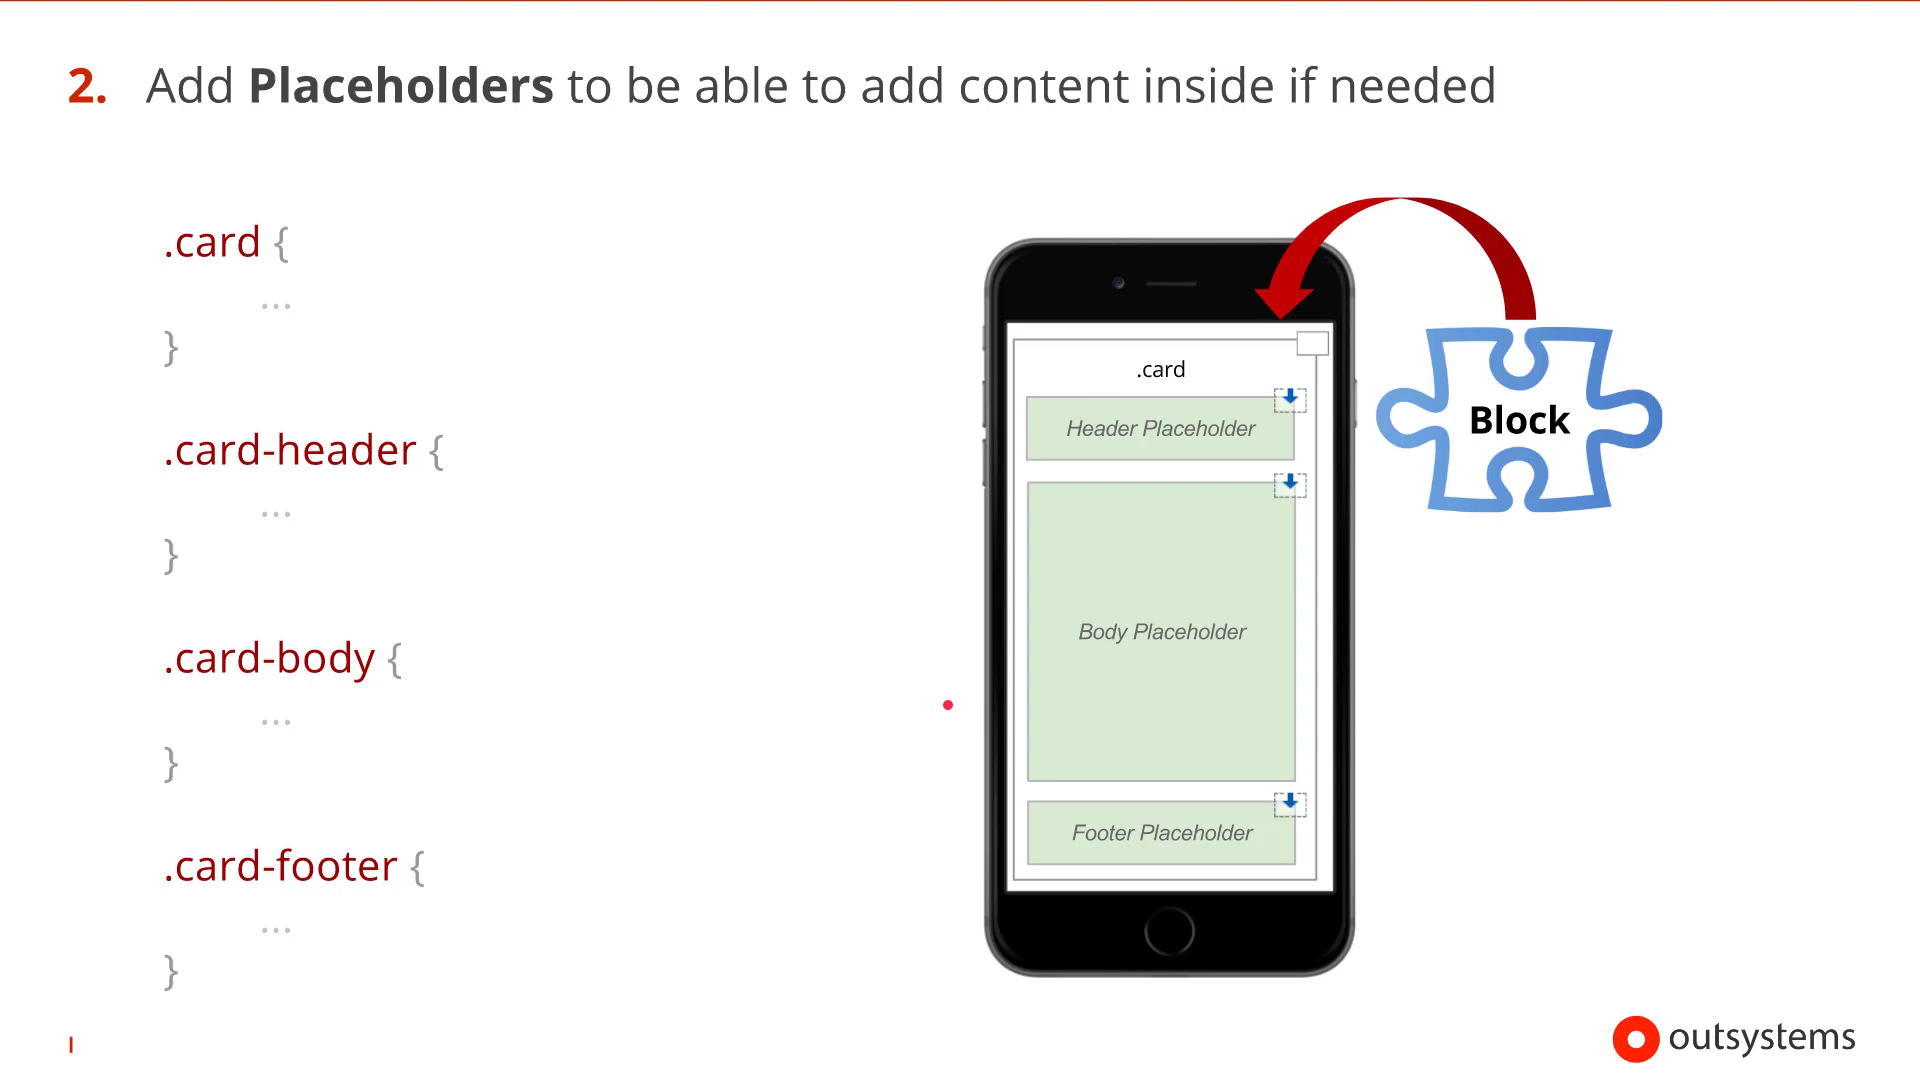 2. Add Placeholders to be able to add content inside if needed
.card {
...
}
.card-header {
...
}
.card-body {
...
}
.card-footer {
...
}
.card
Header Placeholder
Body Placeholder
Footer Placeholder
Block
outsystems